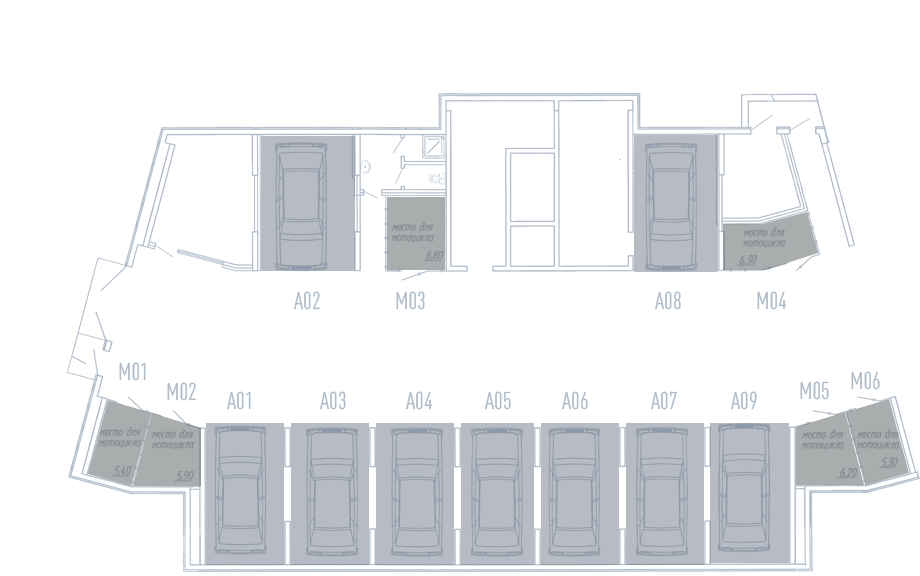 место для
мотоцикла
6.80
место для
мотоцикла
6.30
A02
M03
A08
M04
M01
M02
A01
A03
A04
A05
A06
A07
A09
M05
M06
место для
мотоцикла
5.40
место для
мотоцикла
5.90
место для
мотоцикла
6.20
место для
мотоцикла
5.30